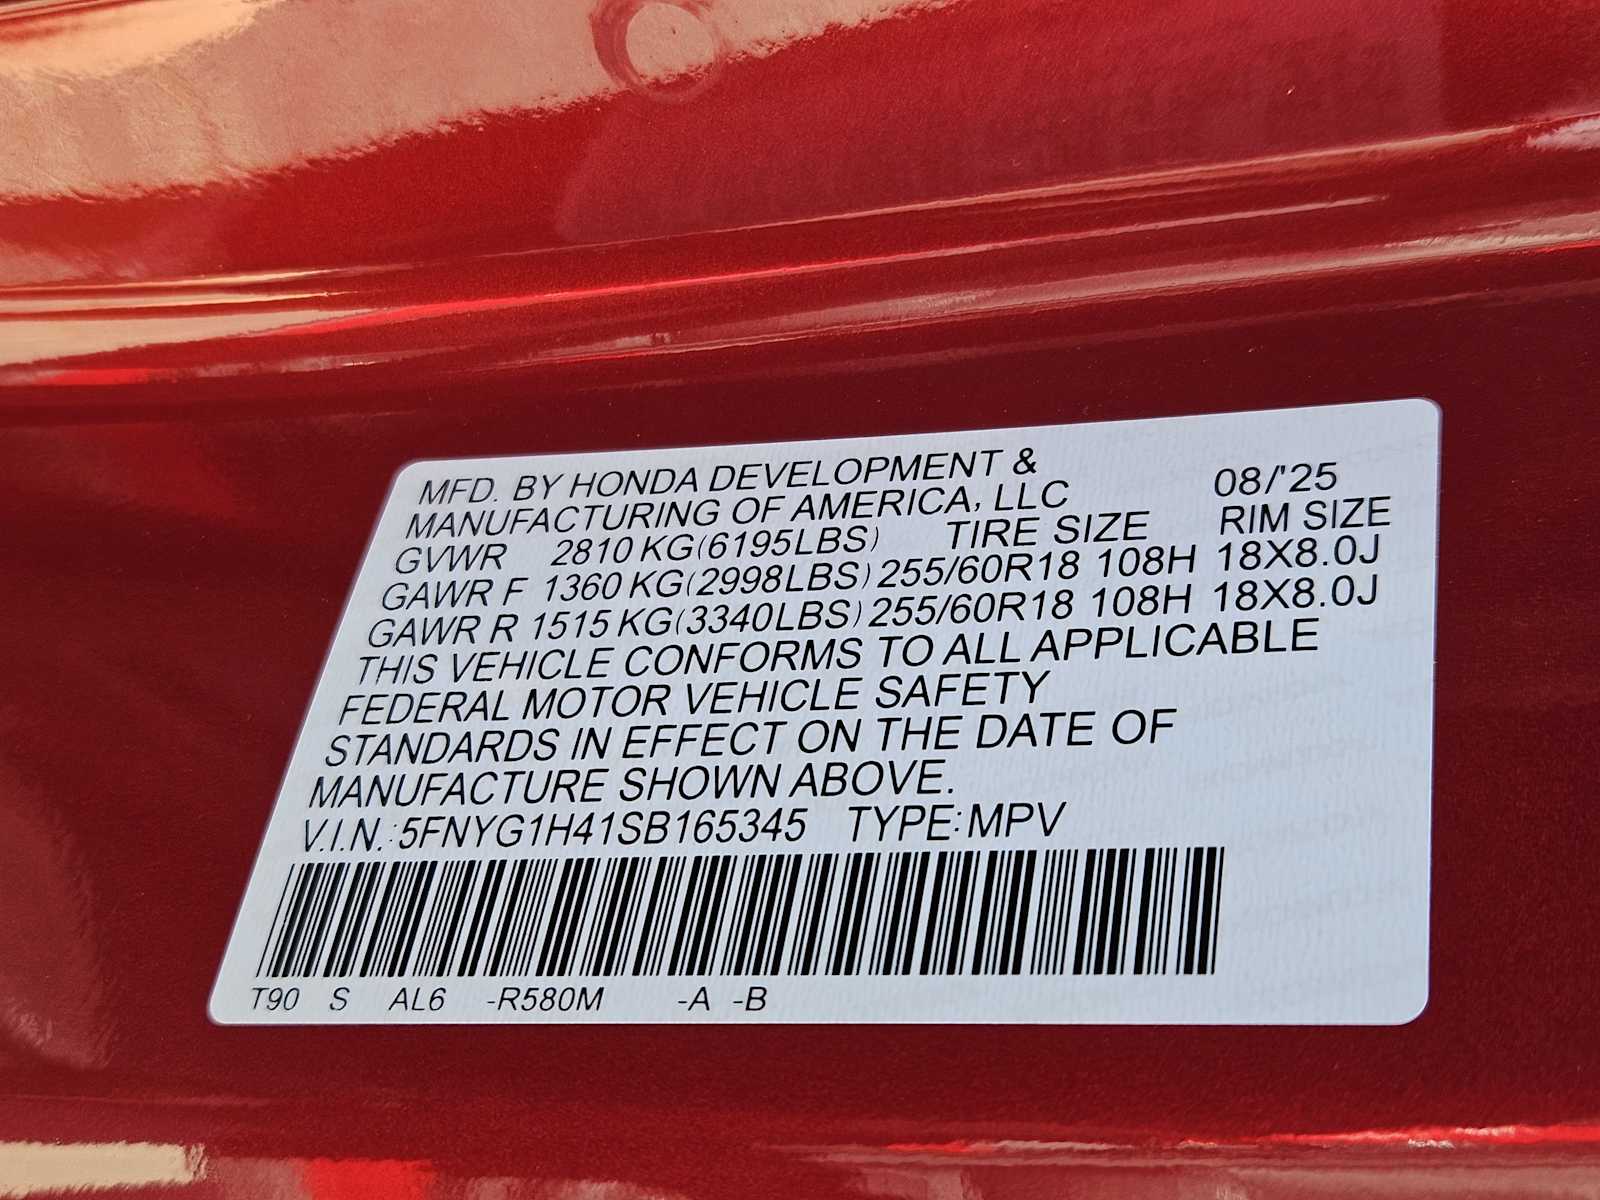 MFD. BY HONDA DEVELOPMENT &
MANUFACTURING OF AMERICA, LLC 08/'25
GVWR 2810 KG(6195LBS) TIRE SIZE RIM SIZE
GAWR F 1360 KG(2998LBS) 255/60R18 108H 18X8.0J
GAWR R 1515 KG(3340LBS) 255/60R18 108H 18X8.0J
THIS VEHICLE CONFORMS TO ALL APPLICABLE
FEDERAL MOTOR VEHICLE SAFETY
STANDARDS IN EFFECT ON THE DATE OF
MANUFACTURE SHOWN ABOVE.
V.I.N.:5FNYG1H41SB165345 TYPE:MPV
T90 S AL6 -R580M -A -B